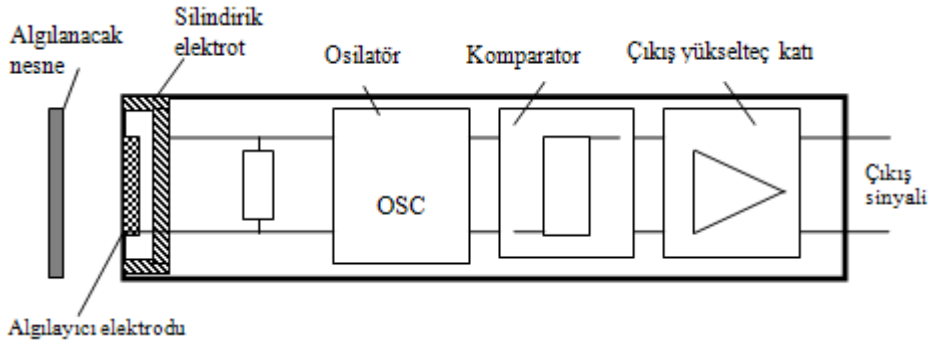 Silindirik
elektrot
Algılanacak
nesne
Osilatör
Komparator
Çıkış yükselteç katı
OSC
Çıkış
sinyali
Algılayıcı elektrodu